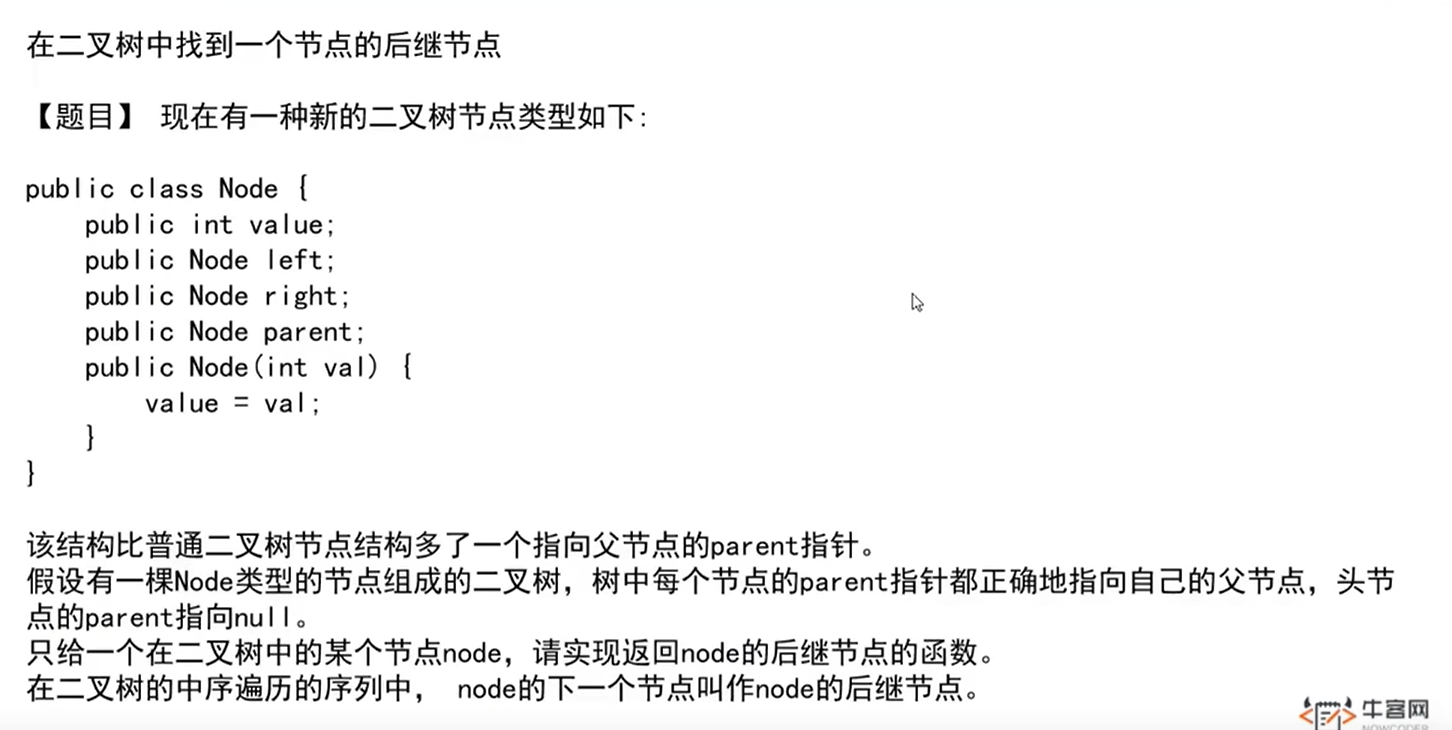 在二叉树中找到一个节点的后继节点
【题目】 现在有一种新的二叉树节点类型如下:
public class Node {
public int value;
public Node left;
public Node right;
public Node parent;
public Node(int val) {
value = val;
}
}
该结构比普通二叉树节点结构多了一个指向父节点的parent指针。
假设有一棵Node类型的节点组成的二叉树，树中每个节点的parent指针都正确地指向自己的父节点，头节
点的parent指向null。
只给一个在二叉树中的某个节点node，请实现返回node的后继节点的函数。
在二叉树的中序遍历的序列中， node的下一个节点叫作node的后继节点。
牛客网
NOWCODER